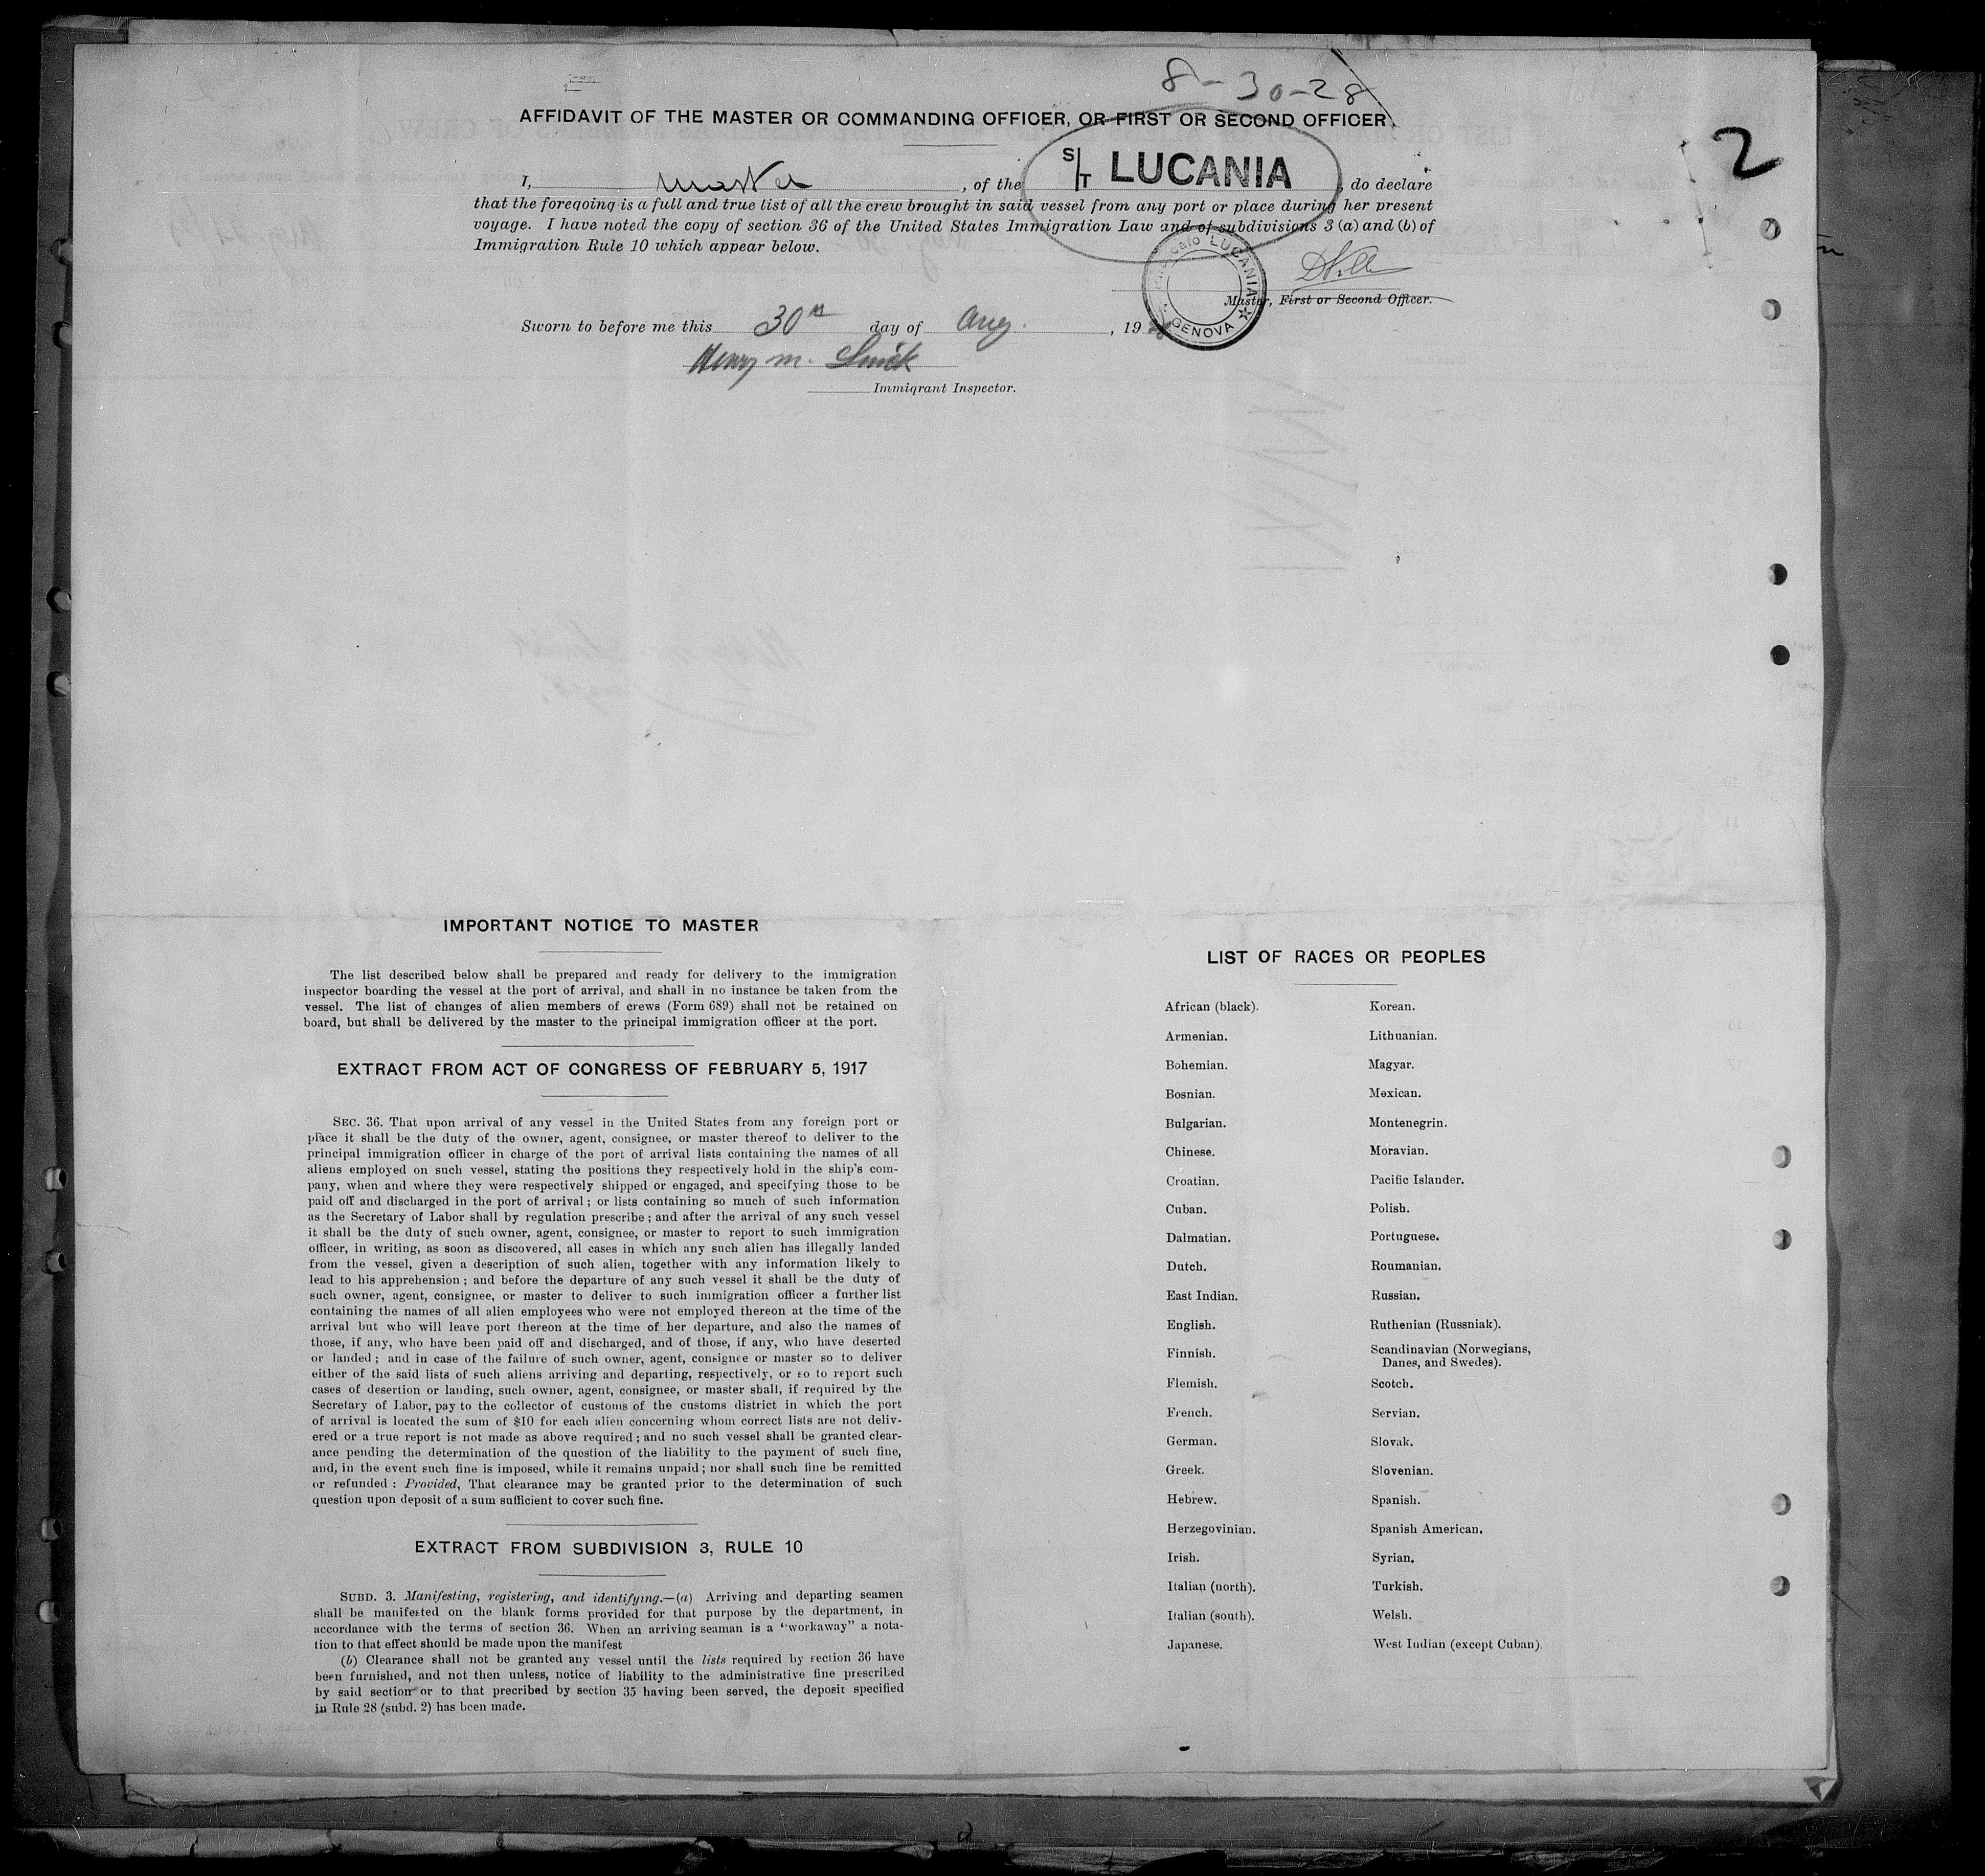 8-30-28
AFFIDAVIT OF THE MASTER OR COMMANDING OFFICER, OR FIRST OR SECOND OFFICER.
2
I, Master, of the S/T LUCANIA, do declare
that the foregoing is a full and true list of all the crew brought in said vessel from any port or place during her present
voyage. I have noted the copy of section 36 of the United States Immigration Law and of subdivisions 3 (a) and (b) of
Immigration Rule 10 which appear below.
LUCANIA
GENOVA
Master, First or Second Officer.
Sworn to before me this 30th day of Aug., 1928
Henry M.
Immigrant Inspector.
IMPORTANT NOTICE TO MASTER
The list described below shall be prepared and ready for delivery to the immigration
inspector boarding the vessel at the port of arrival, and shall in no instance be taken from the
vessel. The list of changes of alien members of crews (Form 689) shall not be retained on
board, but shall be delivered by the master to the principal immigration officer at the port.
EXTRACT FROM ACT OF CONGRESS OF FEBRUARY 5, 1917
SEC. 36. That upon arrival of any vessel in the United States from any foreign port or
place it shall be the duty of the owner, agent, consignee, or master thereof to deliver to the
principal immigration officer in charge of the port of arrival lists containing the names of all
aliens employed on such vessel, stating the positions they respectively hold in the ship's com-
pany, when and where they were respectively shipped or engaged, and specifying those to be
paid off and discharged in the port of arrival; or lists containing so much of such information
as the Secretary of Labor shall by regulation prescribe; and after the arrival of any such vessel
it shall be the duty of such owner, agent, consignee, or master to report to such immigration
officer, in writing, as soon as discovered, all cases in which any such alien has illegally landed
from the vessel, given a description of such alien, together with any information likely to
lead to his apprehension; and before the departure of any such vessel it shall be the duty of
such owner, agent, consignee, or master to deliver to such immigration officer a further list
containing the names of all alien employees who were not employed thereon at the time of the
arrival but who will leave port thereon at the time of her departure, and also the names of
those, if any, who have been paid off and discharged, and of those, if any, who have deserted
or landed; and in case of the failure of such owner, agent, consignee or master so to deliver
either of the said lists of such aliens arriving and departing, respectively, or so to report such
cases of desertion or landing, such owner, agent, consignee, or master shall, if required by the
Secretary of Labor, pay to the collector of customs of the customs district in which the port
of arrival is located the sum of $10 for each alien concerning whom correct lists are not deliv-
ered or a true report is not made as above required; and no such vessel shall be granted clear-
ance pending the determination of the question of the liability to the payment of such fine,
and, in the event such fine is imposed, while it remains unpaid; nor shall such fine be remitted
or refunded: Provided, That clearance may be granted prior to the determination of such
question upon deposit of a sum sufficient to cover such fine.
EXTRACT FROM SUBDIVISION 3, RULE 10
SUBD. 3. Manifesting, registering, and identifying.—(a) Arriving and departing seamen
shall be manifested on the blank forms provided for that purpose by the department, in
accordance with the terms of section 36. When an arriving seaman is a "workaway" a nota-
tion to that effect should be made upon the manifest
(b) Clearance shall not be granted any vessel until the lists required by section 36 have
been furnished, and not then unless, notice of liability to the administrative fine prescribed
by said section or to that precribed by section 35 having been served, the deposit specified
in Rule 28 (subd. 2) has been made.
LIST OF RACES OR PEOPLES
African (black).
Armenian.
Bohemian.
Bosnian.
Bulgarian.
Chinese.
Croatian.
Cuban.
Dalmatian.
Dutch.
East Indian.
English.
Finnish.
Flemish.
French.
German.
Greek.
Hebrew.
Herzegovinian.
Irish.
Italian (north).
Italian (south).
Japanese.
Korean.
Lithuanian.
Magyar.
Mexican.
Montenegrin.
Moravian.
Pacific Islander.
Polish.
Portuguese.
Roumanian.
Russian.
Ruthenian (Russniak).
Scandinavian (Norwegians,
Danes, and Swedes).
Scotch.
Servian.
Slovak.
Slovenian.
Spanish.
Spanish American.
Syrian.
Turkish.
Welsh.
West Indian (except Cuban).